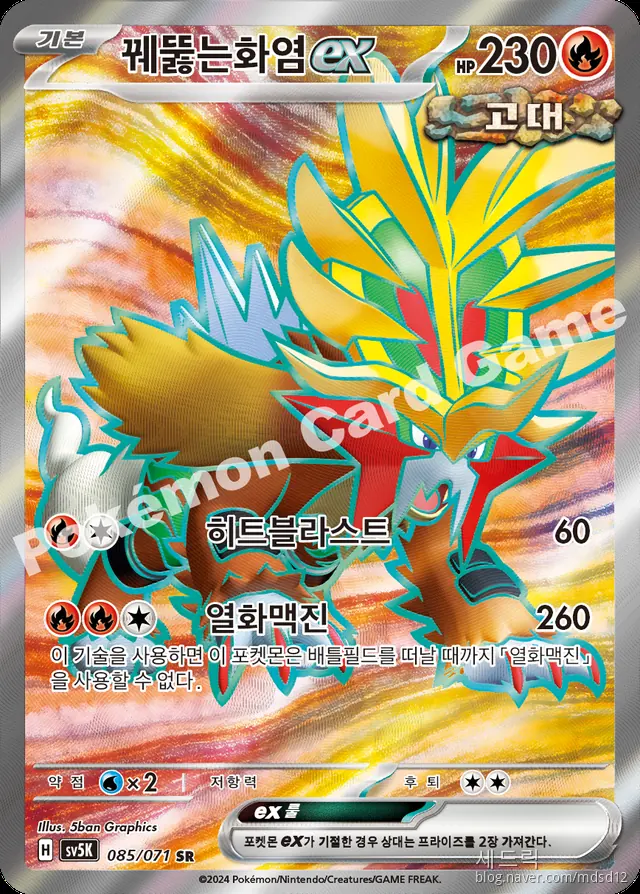 기본 꿰뚫는화염 ex HP 230
고대
Pokémon Card Game
히트블라스트 60
열화맥진 260
이 기술을 사용하면 이 포켓몬은 배틀필드를 떠날 때까지 「열화맥진」
을 사용할 수 없다.
약점 ×2 저항력 후퇴
ex 룰
포켓몬 ex가 기절한 경우 상대는 프라이즈를 2장 가져간다.
Illus. 5ban Graphics
H sv5K 085/071 SR
©2024 Pokémon/Nintendo/Creatures/GAME FREAK.
세드릭
blog.naver.com/mdsd12